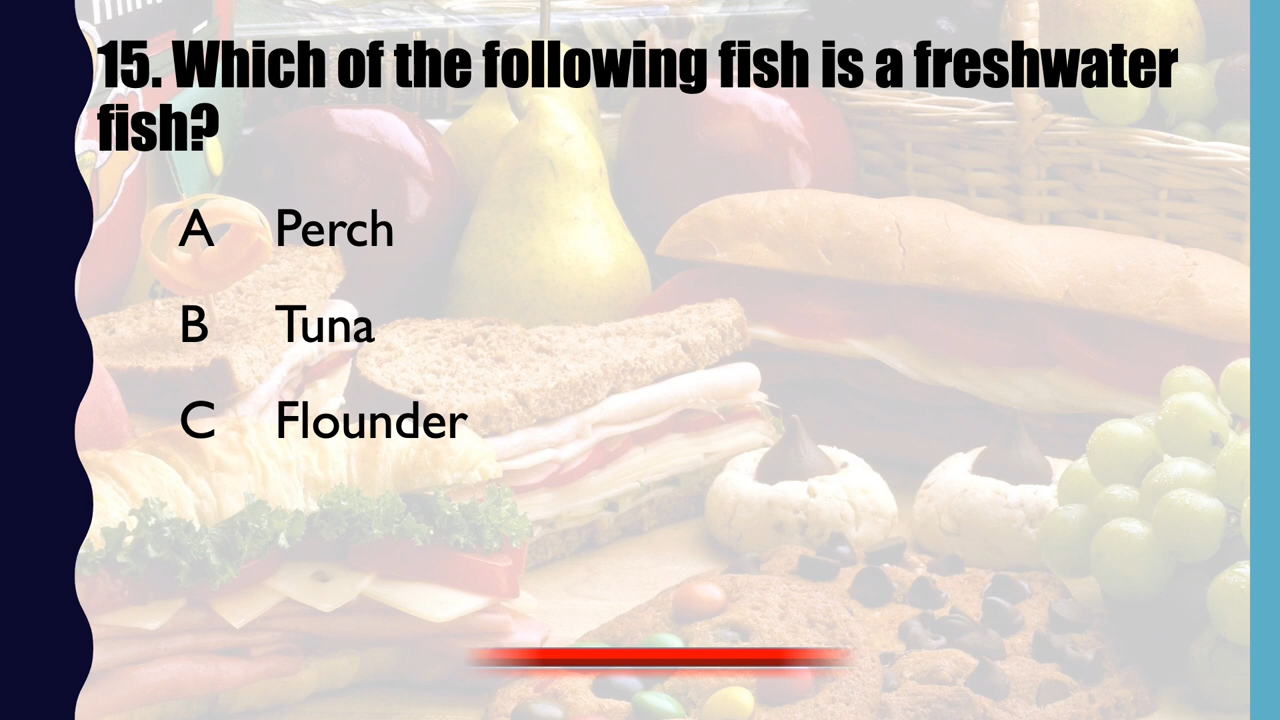 15. Which of the following fish is a freshwater
fish?
A Perch
B Tuna
C Flounder